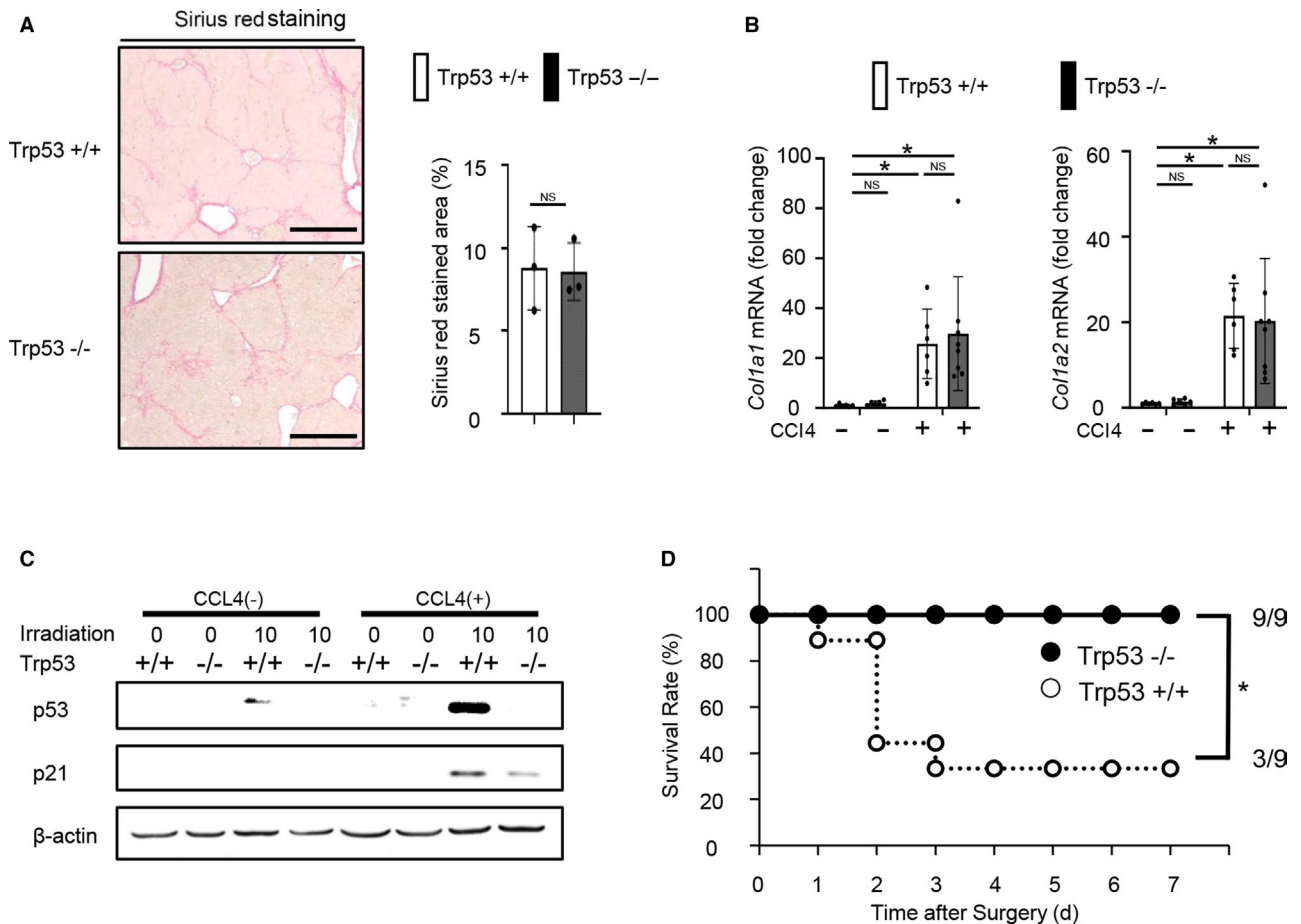 A
Sirius red staining
Trp53 +/+
Trp53 -/-
Trp53 +/+
Trp53 –/–
Sirius red stained area (%)
15
10
5
0
NS
B
Trp53 +/+
Trp53 -/-
Col1a1 mRNA (fold change)
100
80
60
40
20
0
*
*
NS
NS
CCl4
– – + +
Col1a2 mRNA (fold change)
60
40
20
0
*
*
NS
NS
CCl4
– – + +
C
CCL4(-) CCL4(+)
Irradiation 0 0 10 10 0 0 10 10
Trp53 +/+ -/- +/+ -/- +/+ -/- +/+ -/-
p53
p21
β-actin
D
Survival Rate (%)
100
80
60
40
20
0
Trp53 -/-
Trp53 +/+
9/9
*
3/9
0 1 2 3 4 5 6 7
Time after Surgery (d)